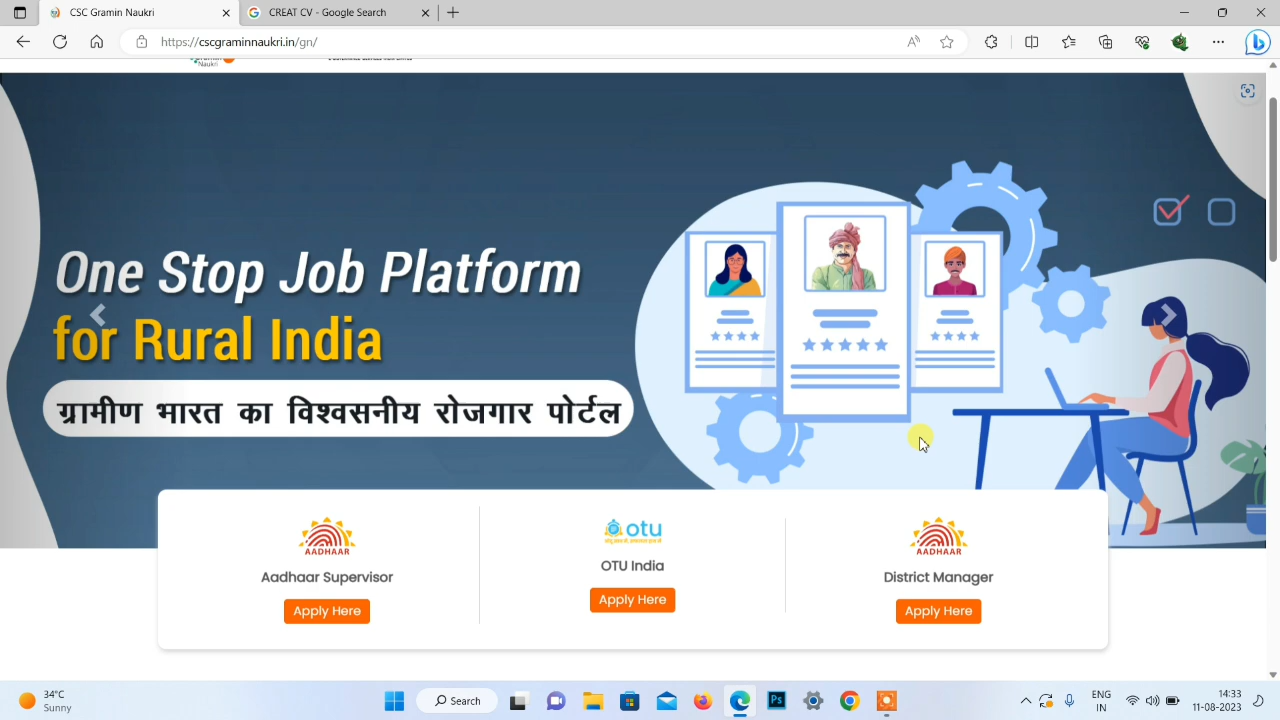 CSC Gramin Naukri
CREAT CV - Google Search
https://cscgraminnaukri.in/gn/
Naukri
One Stop Job Platform
for Rural India
ग्रामीण भारत का विश्वसनीय रोजगार पोर्टल
AADHAAR
Aadhaar Supervisor
Apply Here
otu
OTU India
Apply Here
AADHAAR
District Manager
Apply Here
34°C
Sunny
Search
Ps
ENG
IN
14:33
11-08-2023